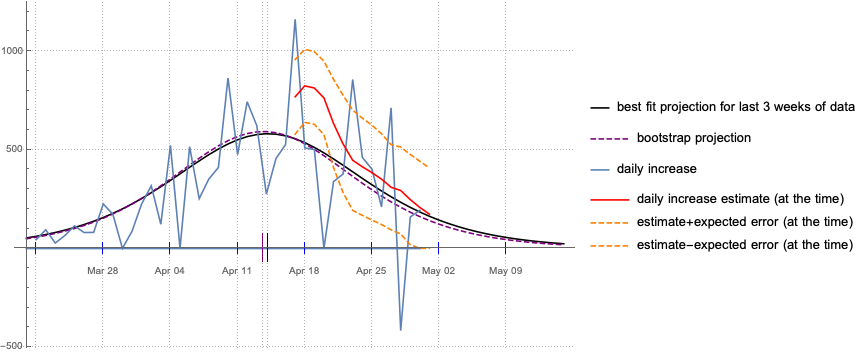 1000
500
−500
Mar 28 Apr 04 Apr 11 Apr 18 Apr 25 May 02 May 09
best fit projection for last 3 weeks of data
bootstrap projection
daily increase
daily increase estimate (at the time)
estimate+expected error (at the time)
estimate−expected error (at the time)